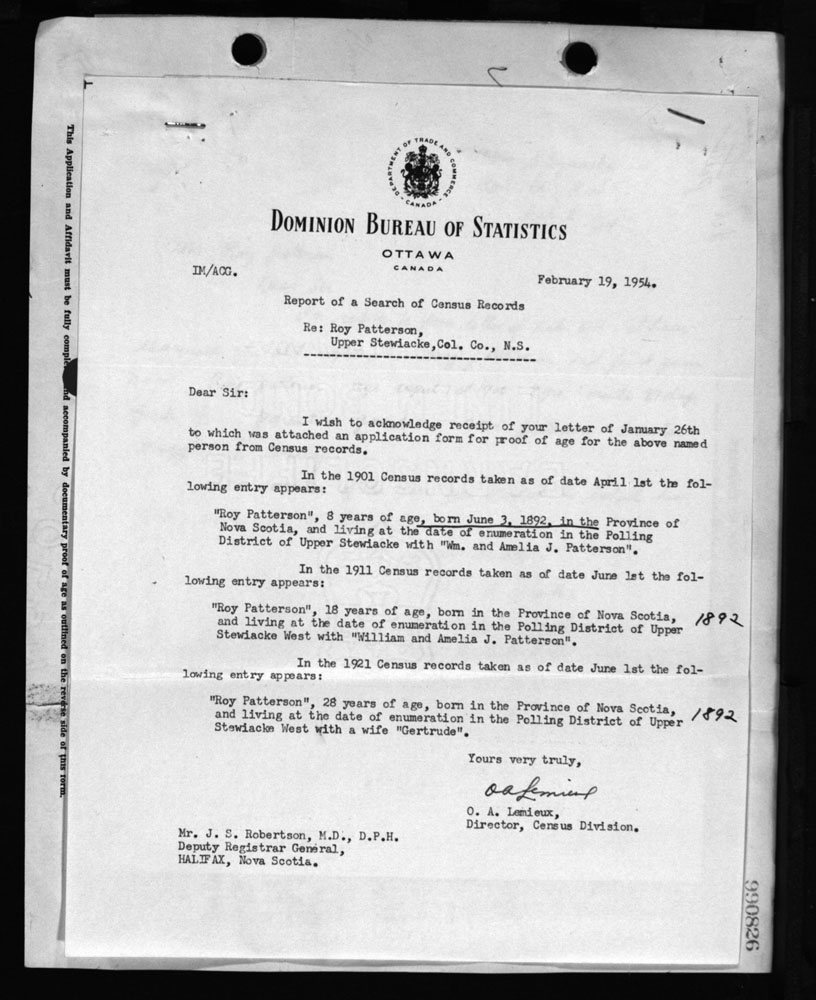 DEPARTMENT OF TRADE AND COMMERCE
CANADA
DOMINION BUREAU OF STATISTICS
OTTAWA
CANADA
IM/ACG.
February 19, 1954.
Report of a Search of Census Records
Re: Roy Patterson,
Upper Stewiacke,Col. Co., N.S.
Dear Sir:
I wish to acknowledge receipt of your letter of January 26th
to which was attached an application form for proof of age for the above named
person from Census records.
In the 1901 Census records taken as of date April 1st the fol-
lowing entry appears:
"Roy Patterson", 8 years of age, born June 3, 1892, in the Province of
Nova Scotia, and living at the date of enumeration in the Polling
District of Upper Stewiacke with "Wm. and Amelia J. Patterson".
In the 1911 Census records taken as of date June 1st the fol-
lowing entry appears:
"Roy Patterson", 18 years of age, born in the Province of Nova Scotia,
and living at the date of enumeration in the Polling District of Upper
Stewiacke West with "William and Amelia J. Patterson".
1892
In the 1921 Census records taken as of date June 1st the fol-
lowing entry appears:
"Roy Patterson", 28 years of age, born in the Province of Nova Scotia,
and living at the date of enumeration in the Polling District of Upper
Stewiacke West with a wife "Gertrude".
1892
Yours very truly,
O A Lemieux
O. A. Lemieux,
Director, Census Division.
Mr. J. S. Robertson, M.D., D.P.H.
Deputy Registrar General,
HALIFAX, Nova Scotia.
This Application and Affidavit must be fully comple nd accompanied by documentary proof of age as outlined on the reverse side of this form.
990826